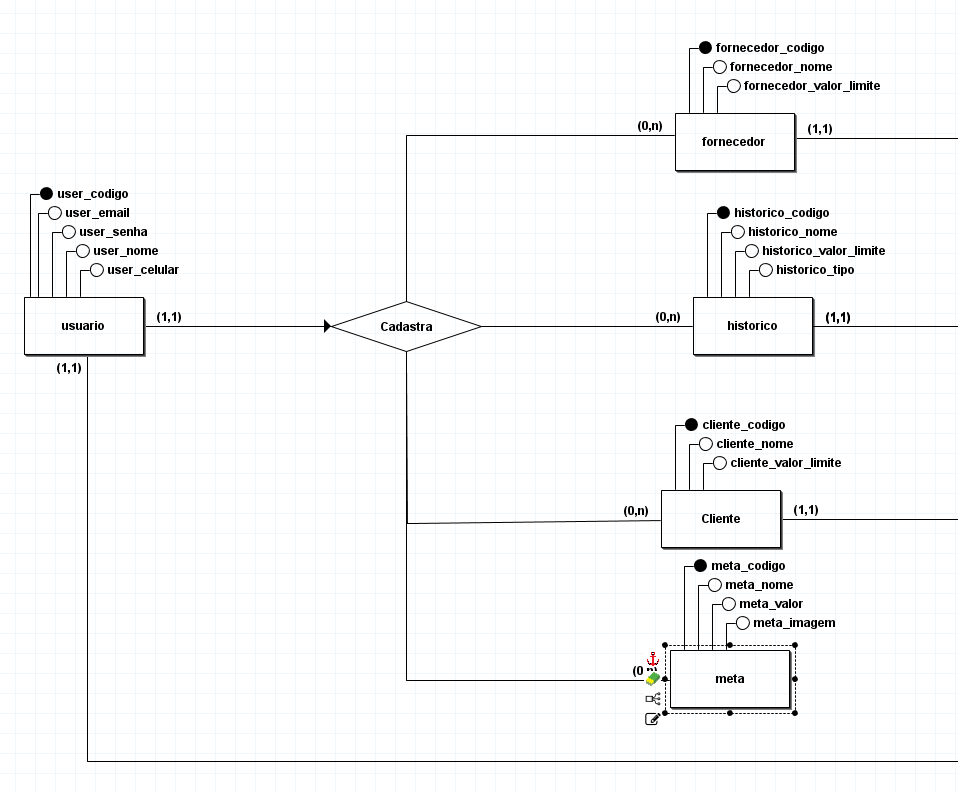 fornecedor_codigo
fornecedor_nome
fornecedor_valor_limite
(0,n)
fornecedor
(1,1)
user_codigo
user_email
user_senha
user_nome
user_celular
usuario
(1,1)
(1,1)
Cadastra
historico_codigo
historico_nome
historico_valor_limite
historico_tipo
(0,n)
historico
(1,1)
cliente_codigo
cliente_nome
cliente_valor_limite
(0,n)
Cliente
(1,1)
meta_codigo
meta_nome
meta_valor
meta_imagem
meta